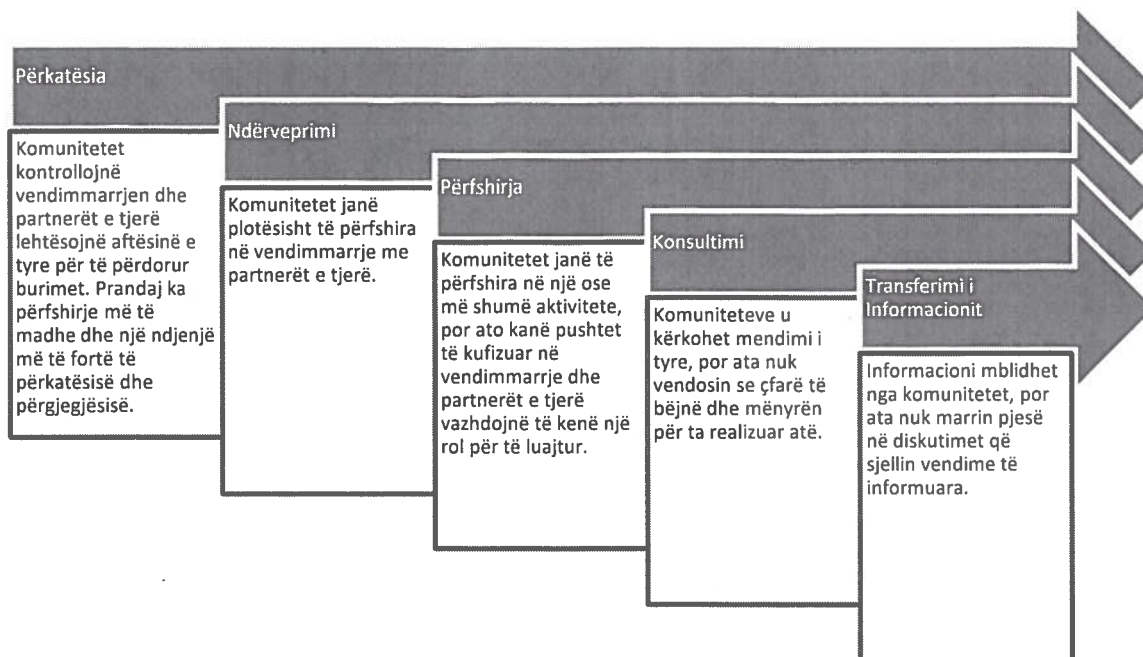 Përkatësia
Komunitetet
kontrollojnë
vendimmarrjen dhe
partnerët e tjerë
lehtësojnë aftësinë e
tyre për të përdorur
burimet. Prandaj ka
përfshirje më të
madhe dhe një ndjenjë
më të fortë të
përkatësisë dhe
përgjegjësisë.
Ndërveprimi
Komunitetet janë
plotësisht të përfshira
në vendimmarrje me
partnerët e tjerë.
Përfshirja
Komunitetet janë të
përfshira në një ose
më shumë aktivitete,
por ato kanë pushtet
të kufizuar në
vendimmarrje dhe
partnerët e tjerë
vazhdojnë të kenë një
rol për të luajtur.
Konsultimi
Komuniteteve u
kërkohet mendimi i
tyre, por ata nuk
vendosin se çfarë të
bëjnë dhe mënyrën
për ta realizuar atë.
Transferimi i
Informacionit
Informacioni mblidhet
nga komunitetet, por
ata nuk marrin pjesë
në diskutimet që
sjellin vendime të
informuara.